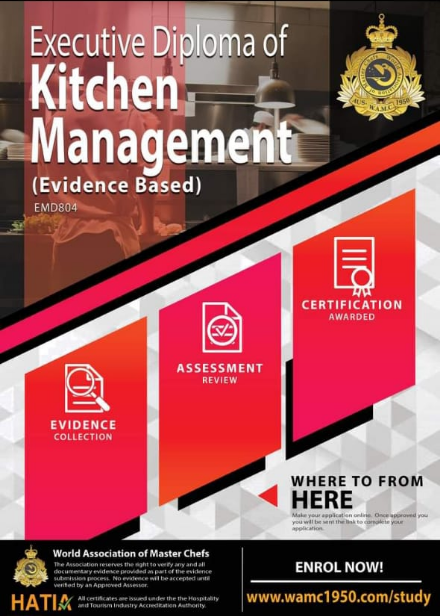 Executive Diploma of
Kitchen
Management
(Evidence Based)
EMD804
AUS - W.A.M.C. 1950
CERTIFICATION
AWARDED
ASSESSMENT
REVIEW
EVIDENCE
COLLECTION
WHERE TO FROM
HERE
Make your application online. Once approved you
you will be sent the link to complete your
application.
World Association of Master Chefs
The Association reserves the right to verify any and all
documentary evidence provided as part of the evidence
submission process. No evidence will be accepted until
verified by an Approved Assessor.
HATIA
All certificates are issued under the the Hospitality
and Tourism Industry Accreditation Authority.
ENROL NOW!
www.wamc1950.com/study